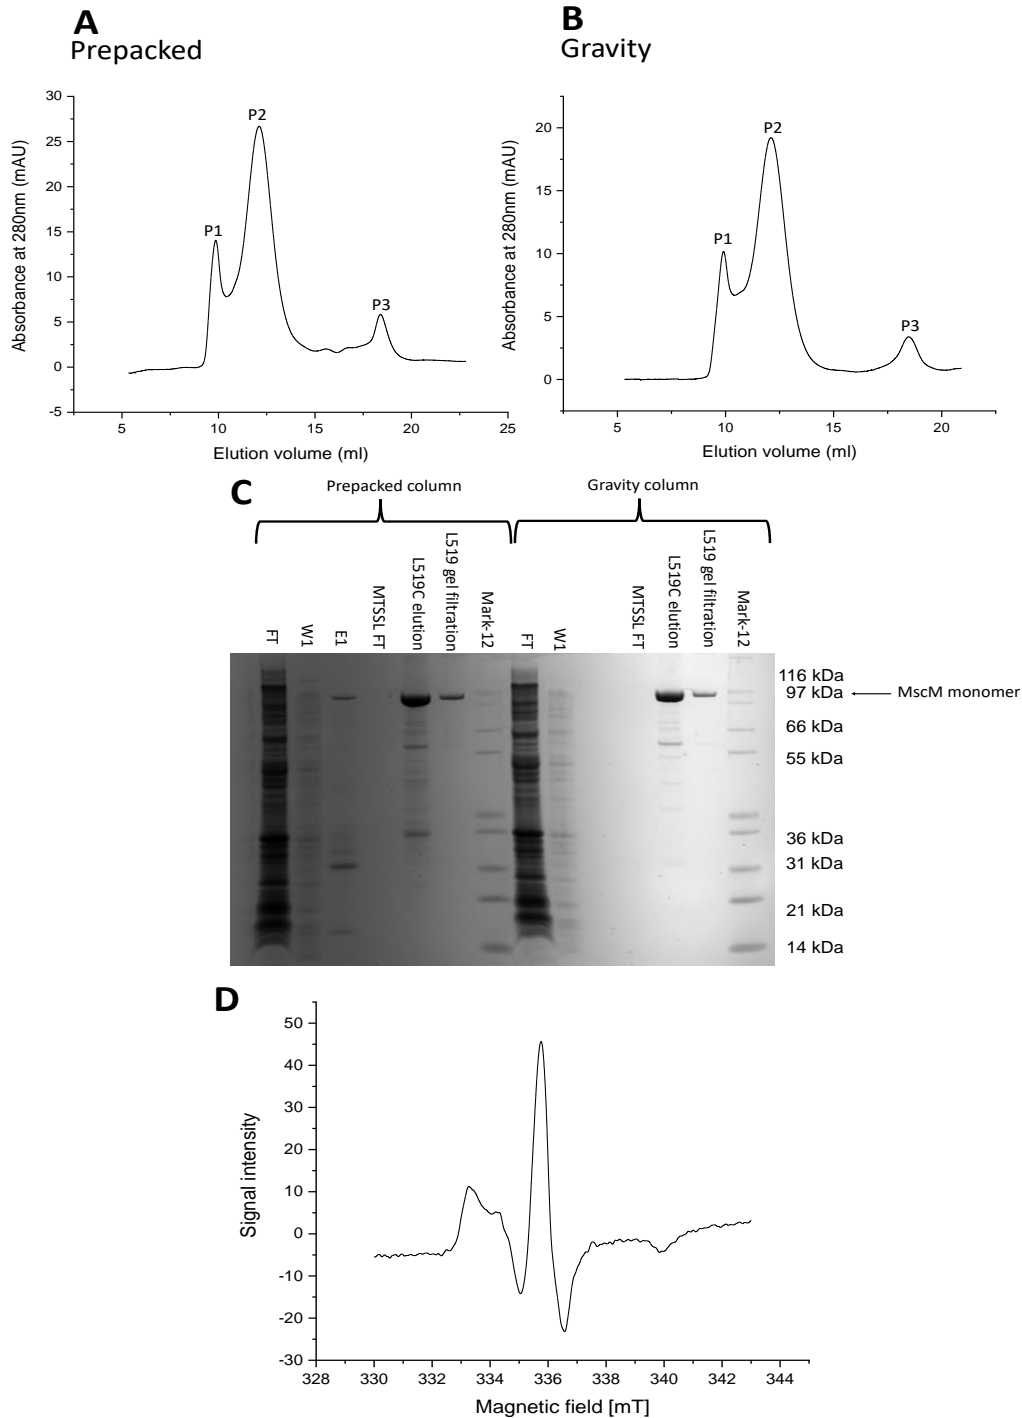 A
Prepacked
B
Gravity
P1
P2
P3
30
25
20
15
10
5
0
-5
5
10
15
20
25
Absorbance at 280nm (mAU)
Elution volume (ml)
P1
P2
P3
20
15
10
5
0
5
10
15
20
Absorbance at 280nm (mAU)
Elution volume (ml)
C
Prepacked column
Gravity column
FT
W1
E1
MTSSL FT
L519C elution
L519 gel filtration
Mark-12
FT
W1
MTSSL FT
L519C elution
L519 gel filtration
Mark-12
116 kDa
97 kDa
MscM monomer
66 kDa
55 kDa
36 kDa
31 kDa
21 kDa
14 kDa
D
50
40
30
20
10
0
-10
-20
-30
328
330
332
334
336
338
340
342
344
Signal intensity
Magnetic field [mT]